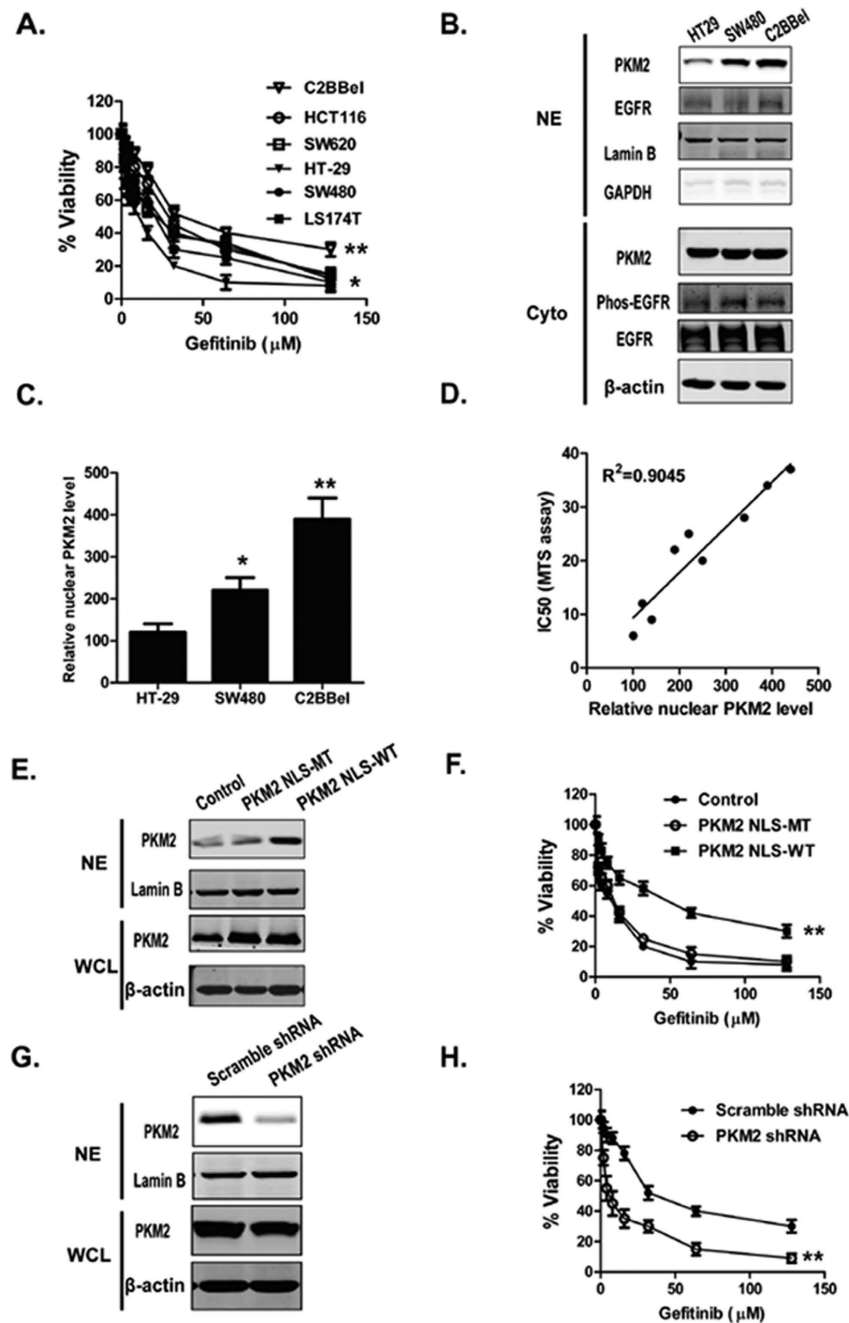 A.
C2BBel
HCT116
SW620
HT-29
SW480
LS174T
% Viability
120
100
80
60
40
20
0
0 50 100 150
**
*
Gefitinib (μM)
B.
HT29 SW480 C2BBel
NE
PKM2
EGFR
Lamin B
GAPDH
Cyto
PKM2
Phos-EGFR
EGFR
β-actin
C.
Relative nuclear PKM2 level
500
400
300
200
100
0
*
**
HT-29 SW480 C2BBel
D.
R²=0.9045
IC50 (MTS assay)
40
30
20
10
0
0 100 200 300 400 500
Relative nuclear PKM2 level
E.
Control PKM2 NLS-MT PKM2 NLS-WT
NE
PKM2
Lamin B
WCL
PKM2
β-actin
F.
Control
PKM2 NLS-MT
PKM2 NLS-WT
% Viability
120
100
80
60
40
20
0
0 50 100 150
**
Gefitinib (μM)
G.
Scramble shRNA PKM2 shRNA
NE
PKM2
Lamin B
WCL
PKM2
β-actin
H.
Scramble shRNA
PKM2 shRNA
% Viability
120
100
80
60
40
20
0
0 50 100 150
**
Gefitinib (μM)